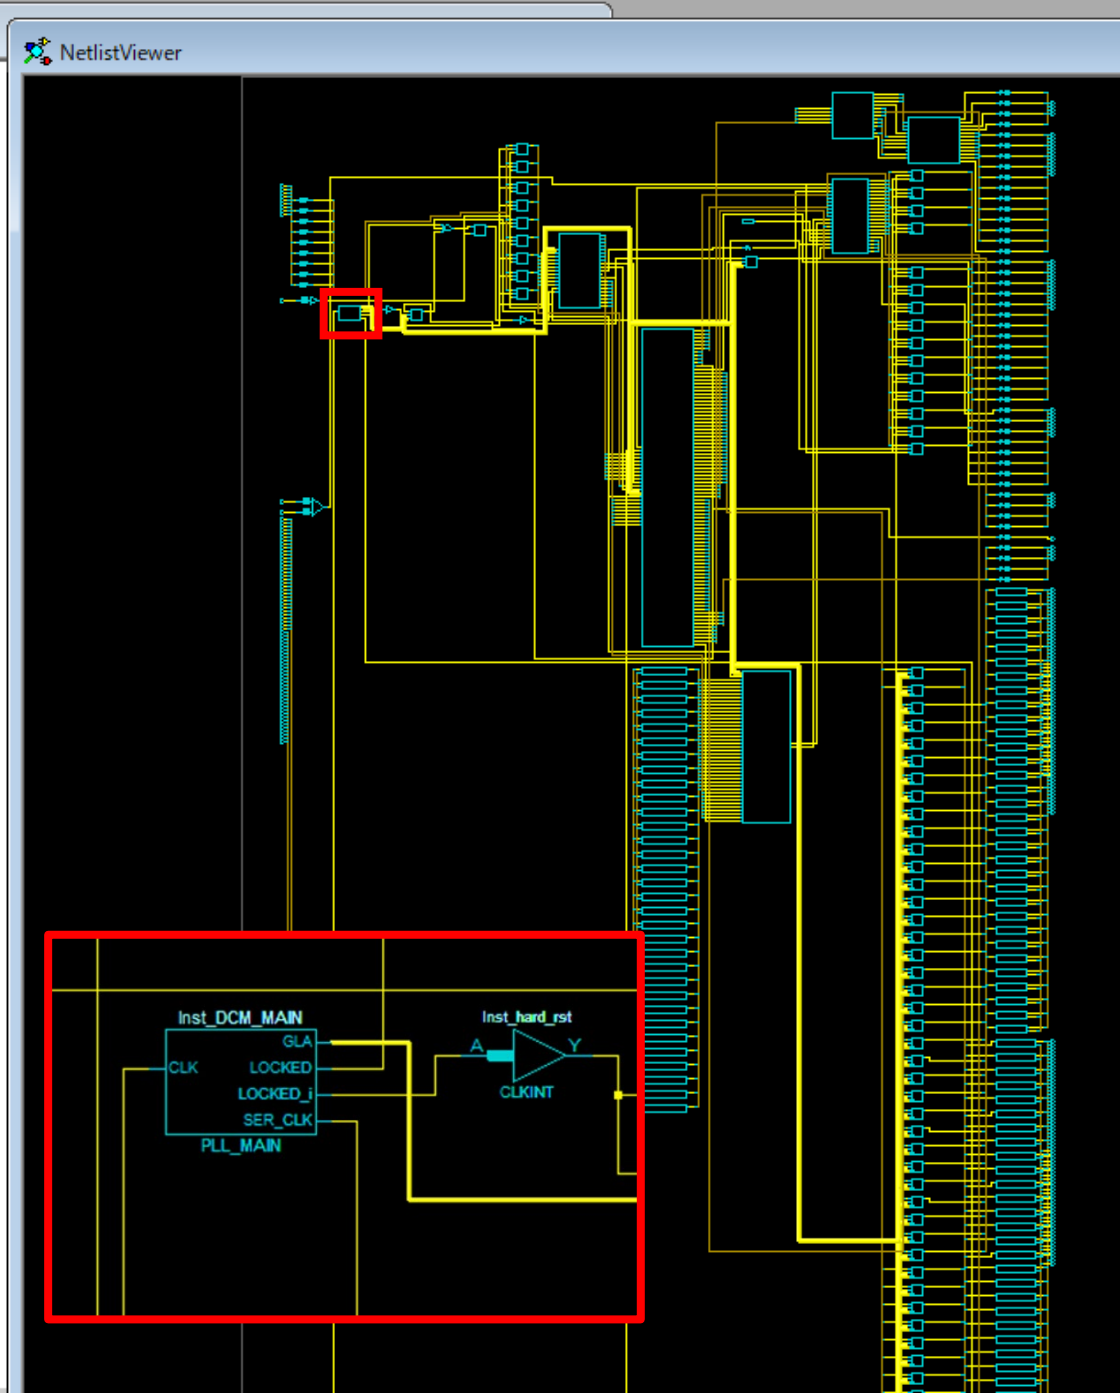 NetlistViewer
Inst_DCM_MAIN
GLA
CLK
LOCKED
LOCKED_i
SER_CLK
PLL_MAIN
Inst_hard_rst
A
Y
CLKINT